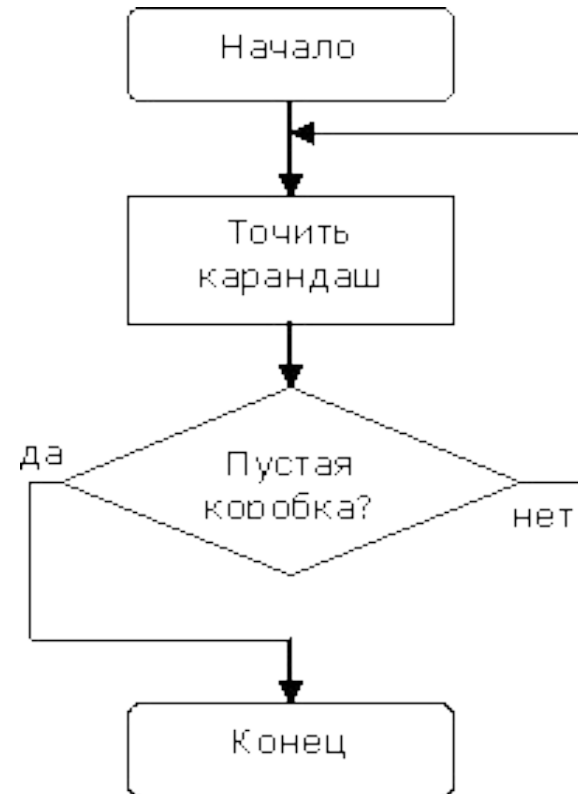 Начало
Точить
карандаш
да
Пустая
коробка?
нет
Конец